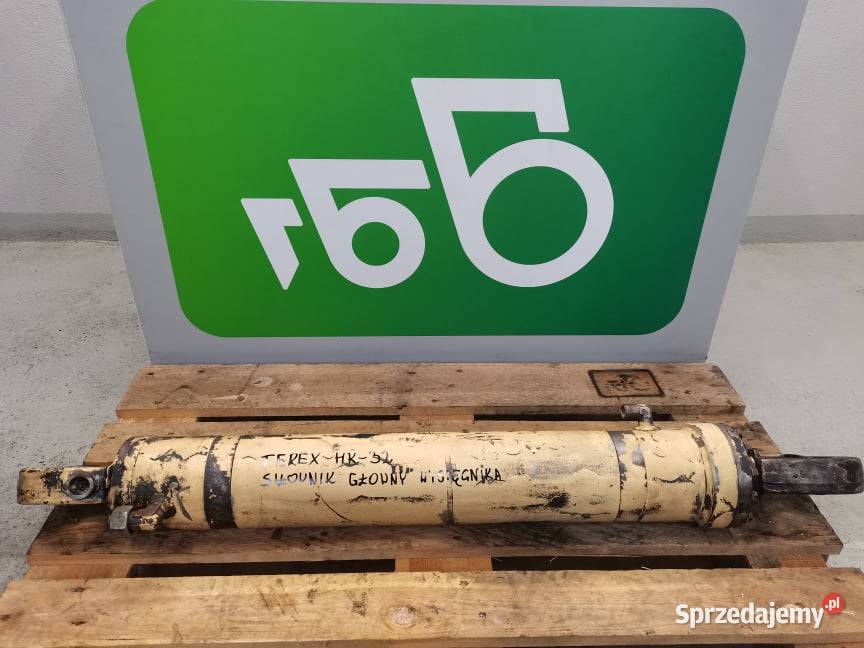 TEREX-HR-32
SIŁOWNIK GŁÓWNY WYSIĘGNIKA
Sprzedajemy.pl